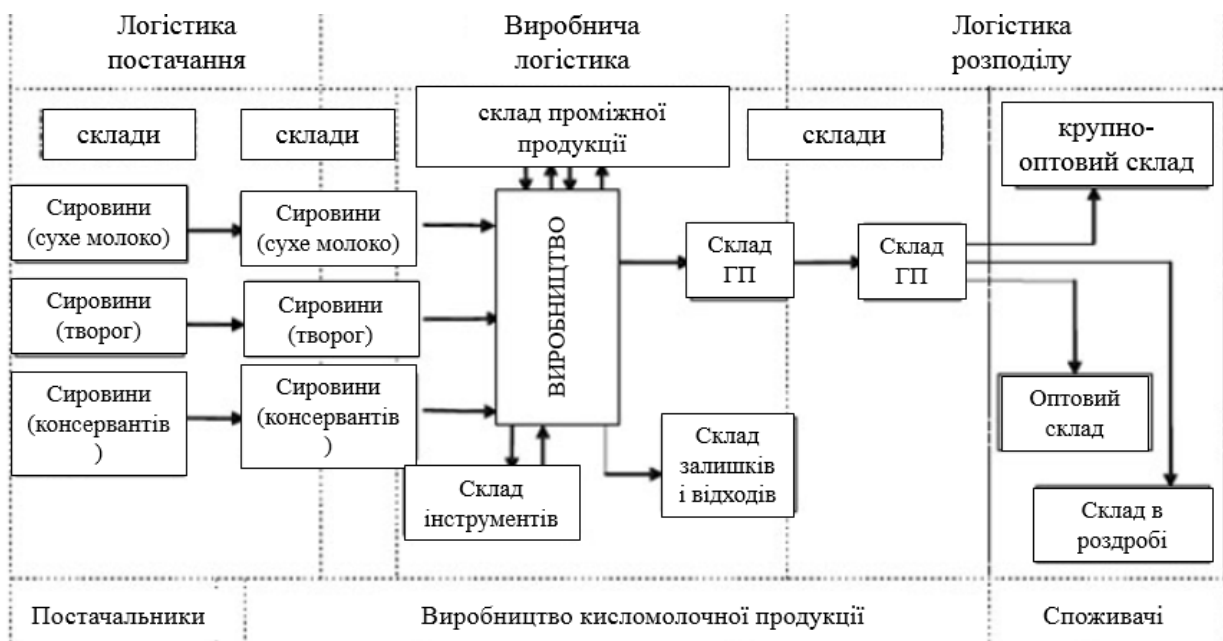 Логістика
постачання
Виробнича
логістика
Логістика
розподілу
склади
склади
склад проміжної
продукції
склади
крупно-
оптовий склад
Сировини
(сухе молоко)
Сировини
(сухе молоко)
ВИРОБНИЦТВО
Склад
ГП
Склад
ГП
Сировини
(творог)
Сировини
(творог)
Сировини
(консервантів
)
Сировини
(консервантів
)
Оптовий
склад
Склад
інструментів
Склад
залишків
і відходів
Склад в
роздробі
Постачальники
Виробництво кисломолочної продукції
Споживачі